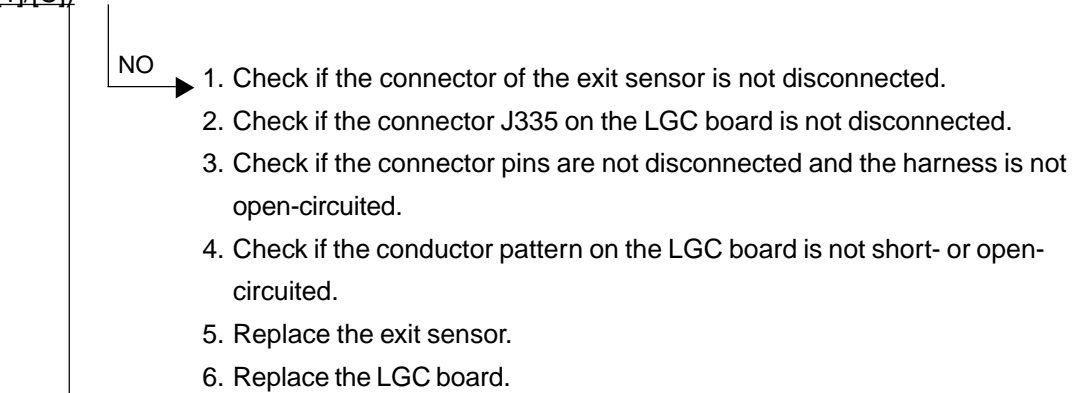 NO
1. Check if the connector of the exit sensor is not disconnected.
2. Check if the connector J335 on the LGC board is not disconnected.
3. Check if the connector pins are not disconnected and the harness is not
open-circuited.
4. Check if the conductor pattern on the LGC board is not short- or open-
circuited.
5. Replace the exit sensor.
6. Replace the LGC board.